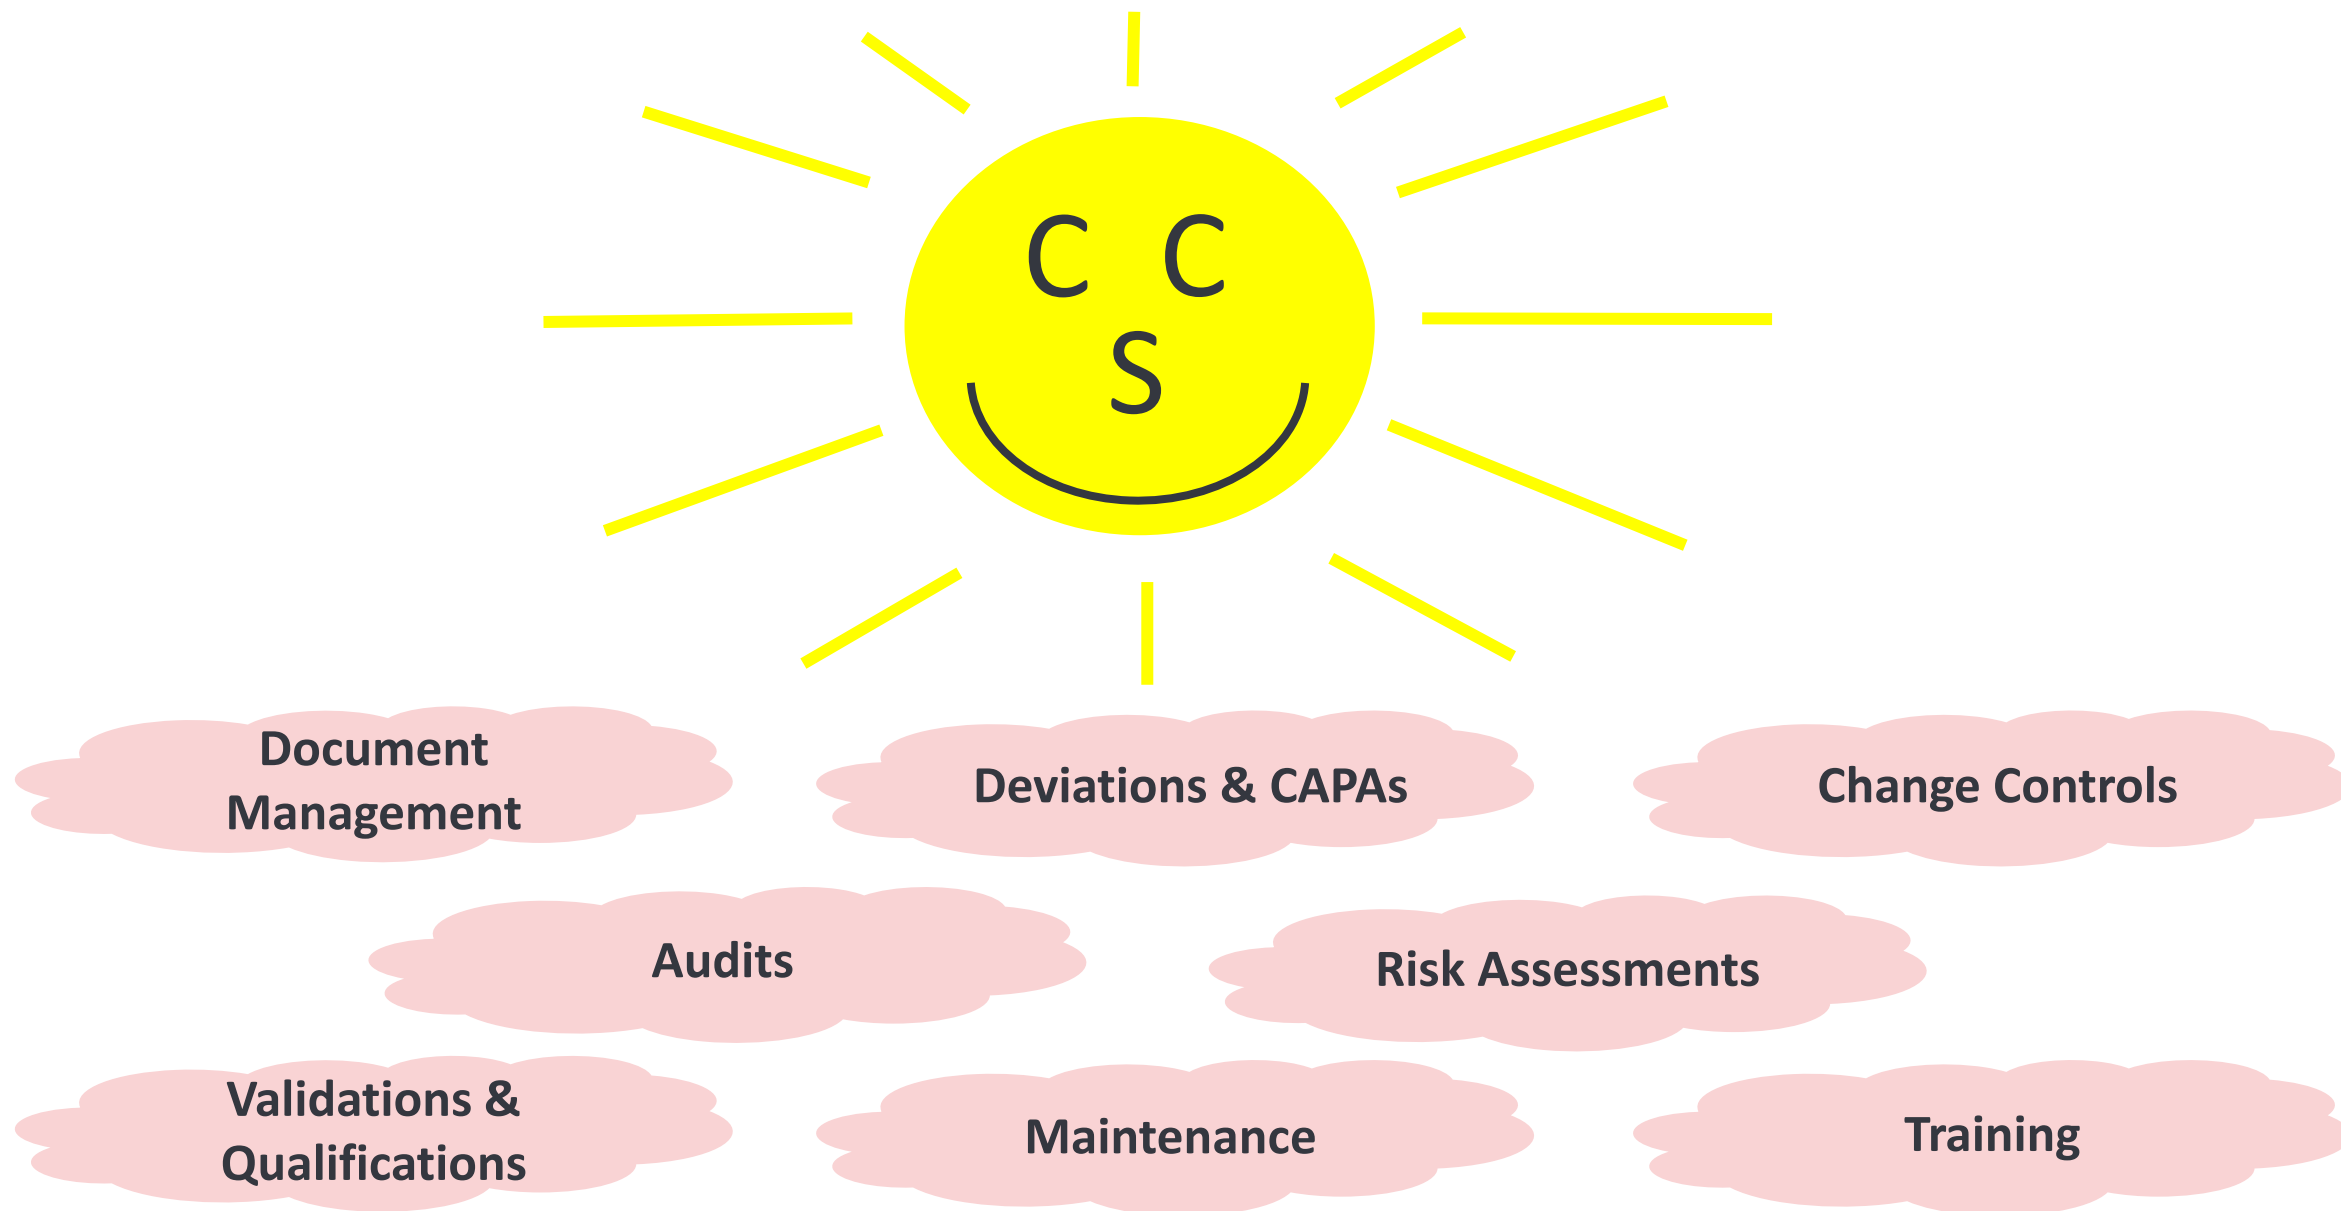 C C
S
Document
Management
Deviations & CAPAs
Change Controls
Audits
Risk Assessments
Validations &
Qualifications
Maintenance
Training